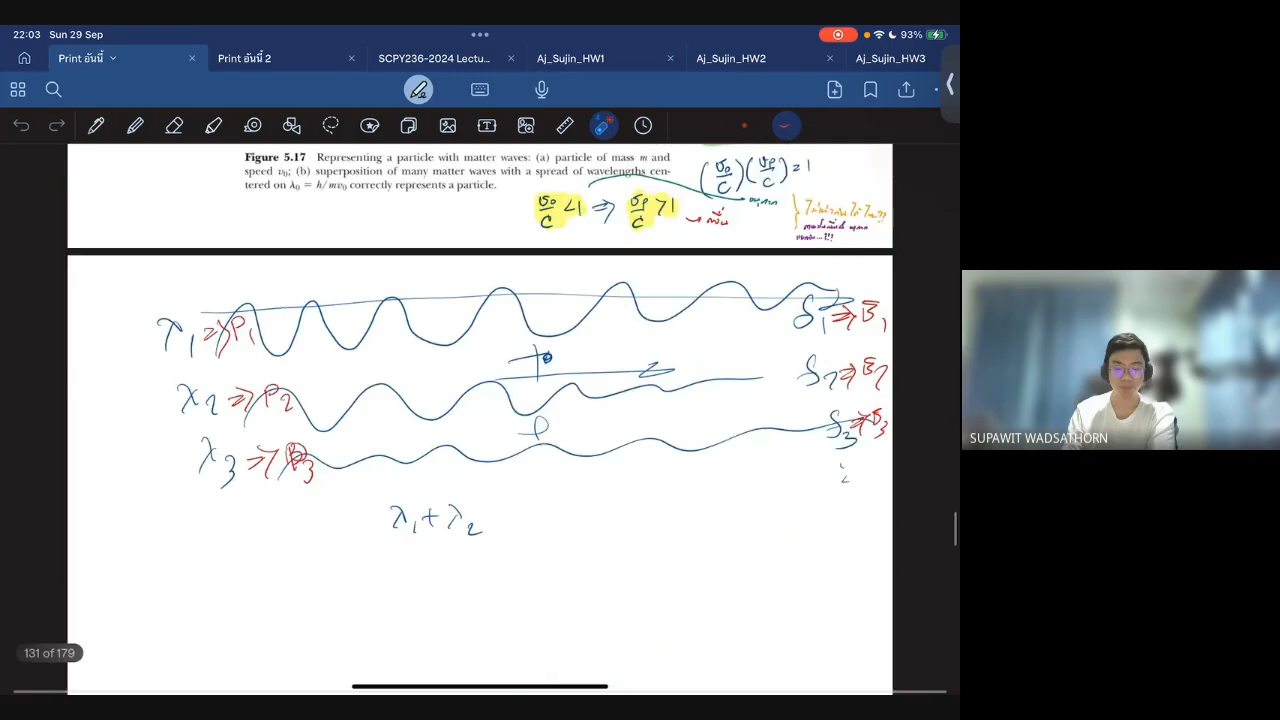 22:03 Sun 29 Sep
93%
Print อันนี้
Print อันนี้ 2
SCPY236-2024 Lectu...
Aj_Sujin_HW1
Aj_Sujin_HW2
Aj_Sujin_HW3
Figure 5.17 Representing a particle with matter waves: (a) particle of mass m and
speed v₀; (b) superposition of many matter waves with a spread of wavelengths cen-
tered on λ₀ = h/mv₀ correctly represents a particle.
(v₀/c)(vₚ/c) = 1
v₀/c < 1 ⇒ vₚ/c > 1
λ₁ ⇒ P₁
λ₂ ⇒ P₂
λ₃ ⇒ P₃
λ₁ + λ₂
131 of 179
SUPAWIT WADSATHORN